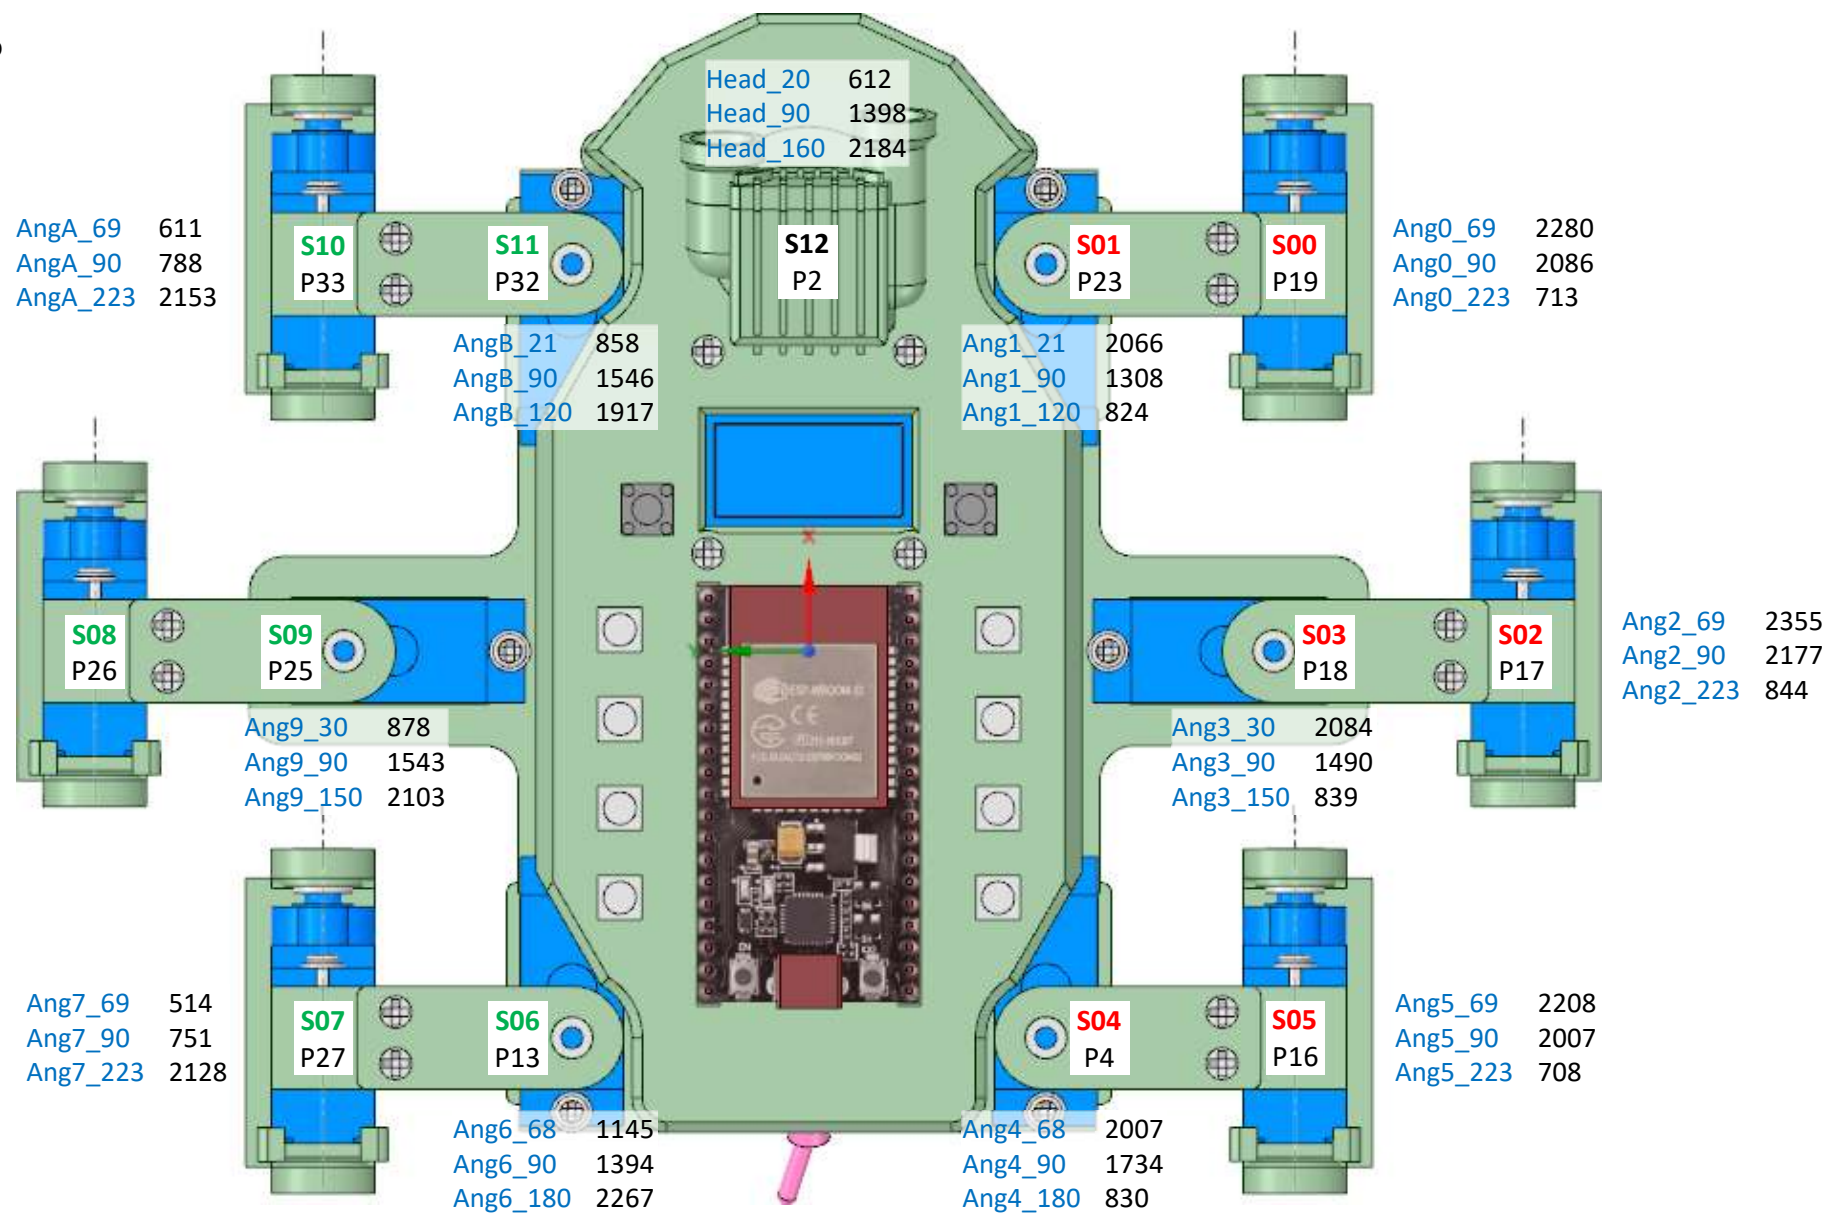 Head_20 612
Head_90 1398
Head_160 2184
AngA_69 611
AngA_90 788
AngA_223 2153
S10
P33
S11
P32
S12
P2
S01
P23
S00
P19
Ang0_69 2280
Ang0_90 2086
Ang0_223 713
AngB_21 858
AngB_90 1546
AngB_120 1917
Ang1_21 2066
Ang1_90 1308
Ang1_120 824
X
Y
S08
P26
S09
P25
S03
P18
S02
P17
Ang2_69 2355
Ang2_90 2177
Ang2_223 844
CE
Ang9_30 878
Ang9_90 1543
Ang9_150 2103
Ang3_30 2084
Ang3_90 1490
Ang3_150 839
Ang7_69 514
Ang7_90 751
Ang7_223 2128
S07
P27
S06
P13
S04
P4
S05
P16
Ang5_69 2208
Ang5_90 2007
Ang5_223 708
Ang6_68 1145
Ang6_90 1394
Ang6_180 2267
Ang4_68 2007
Ang4_90 1734
Ang4_180 830